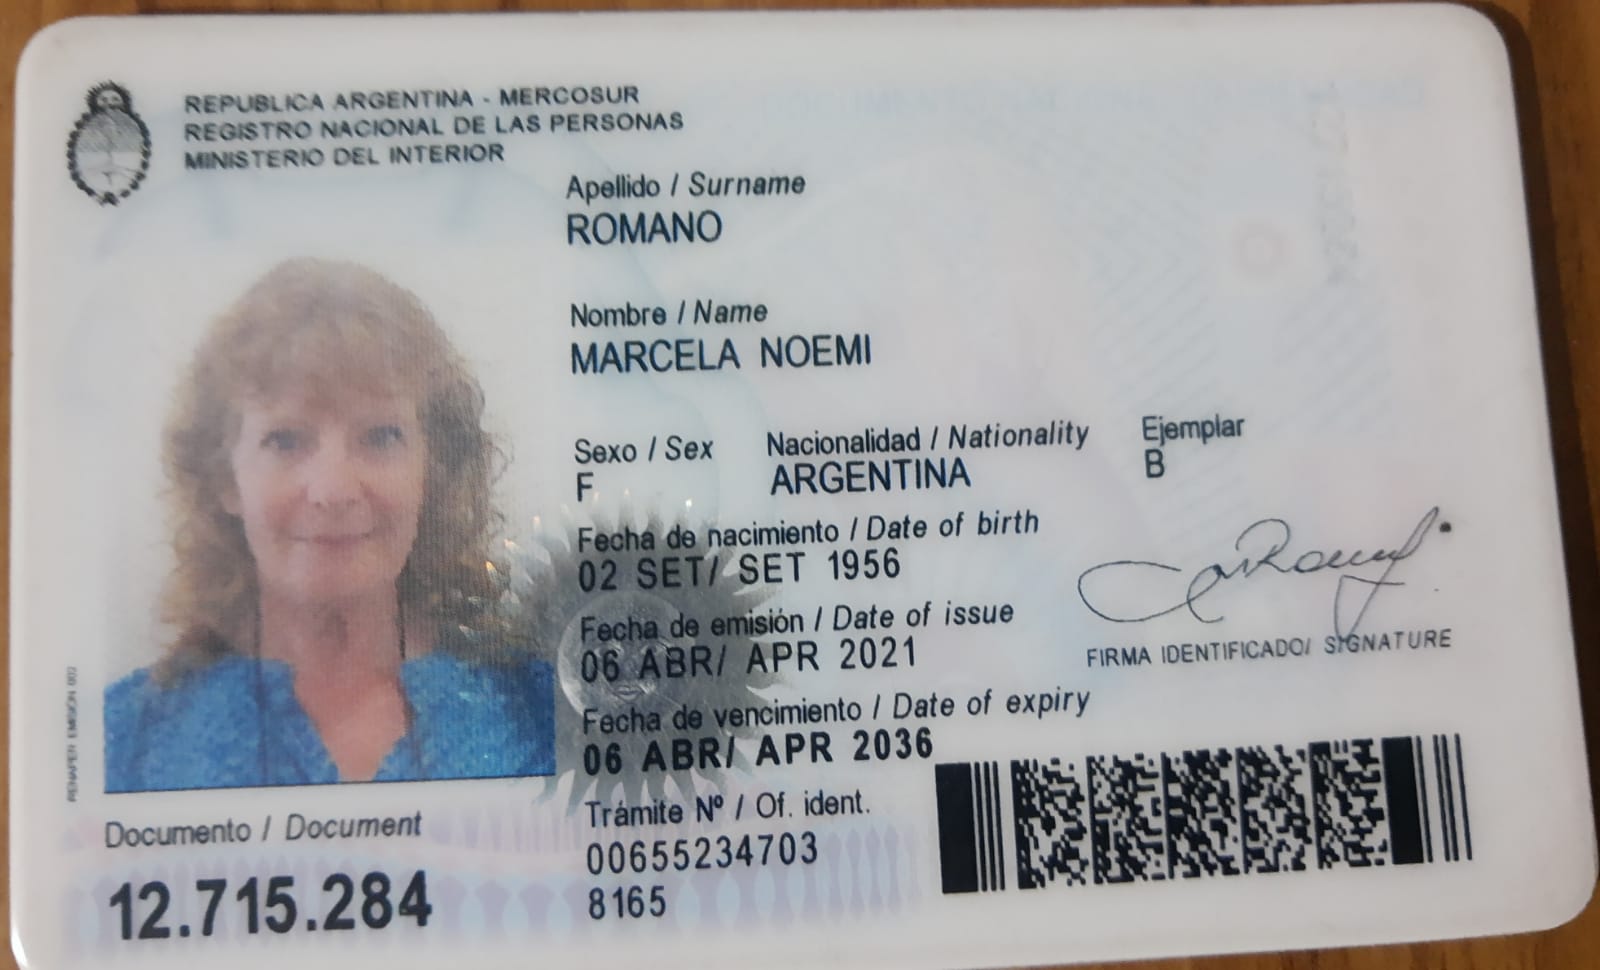 REPUBLICA ARGENTINA - MERCOSUR
REGISTRO NACIONAL DE LAS PERSONAS
MINISTERIO DEL INTERIOR
Apellido / Surname
ROMANO
Nombre / Name
MARCELA NOEMI
Sexo / Sex Nacionalidad / Nationality Ejemplar
F ARGENTINA B
Fecha de nacimiento / Date of birth
02 SET/ SET 1956
Fecha de emisión / Date of issue
06 ABR/ APR 2021
FIRMA IDENTIFICADO/ SIGNATURE
Fecha de vencimiento / Date of expiry
06 ABR/ APR 2036
Trámite Nº / Of. ident.
00655234703
8165
Documento / Document
12.715.284
RENAPER EMISION 002